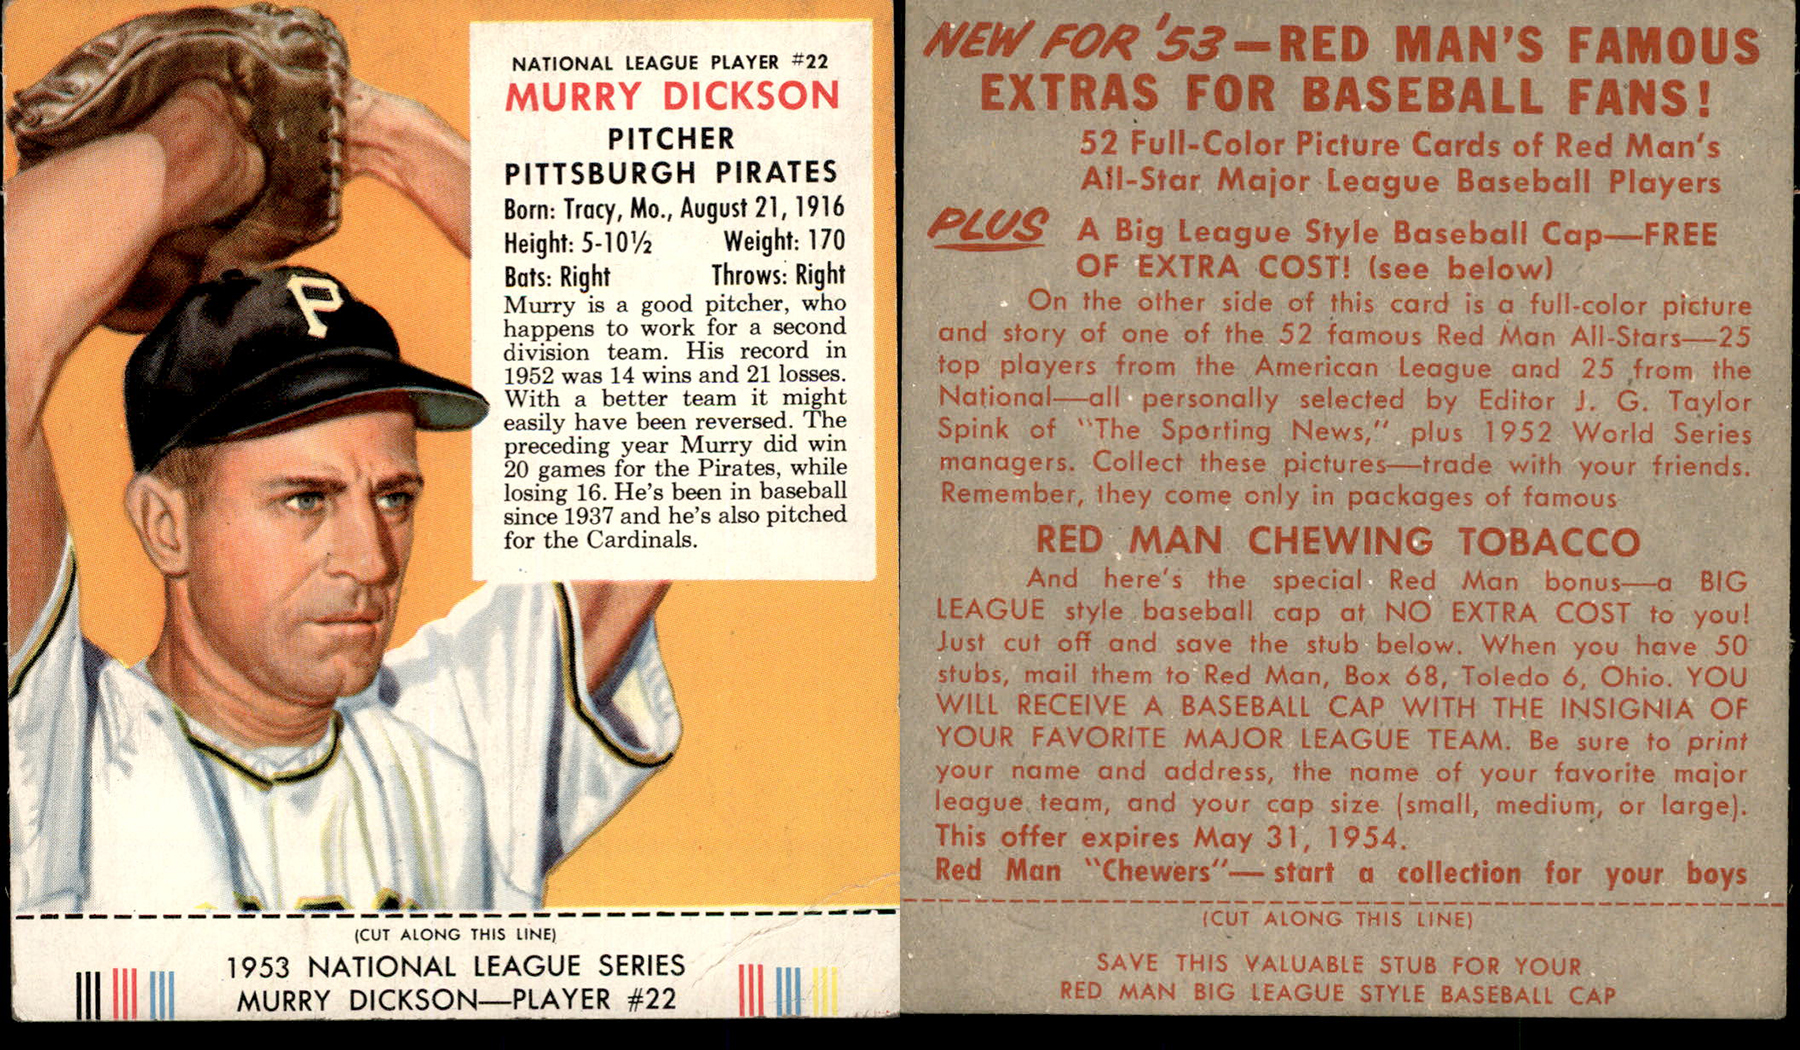 P
NATIONAL LEAGUE PLAYER #22
MURRY DICKSON
PITCHER
PITTSBURGH PIRATES
Born: Tracy, Mo., August 21, 1916
Height: 5-10½ Weight: 170
Bats: Right Throws: Right
Murry is a good pitcher, who
happens to work for a second
division team. His record in
1952 was 14 wins and 21 losses.
With a better team it might
easily have been reversed. The
preceding year Murry did win
20 games for the Pirates, while
losing 16. He's been in baseball
since 1937 and he's also pitched
for the Cardinals.
(CUT ALONG THIS LINE)
1953 NATIONAL LEAGUE SERIES
MURRY DICKSON—PLAYER #22
NEW FOR '53—RED MAN'S FAMOUS
EXTRAS FOR BASEBALL FANS!
52 Full-Color Picture Cards of Red Man's
All-Star Major League Baseball Players
PLUS A Big League Style Baseball Cap—FREE
OF EXTRA COST! (see below)
On the other side of this card is a full-color picture
and story of one of the 52 famous Red Man All-Stars—25
top players from the American League and 25 from the
National—all personally selected by Editor J. G. Taylor
Spink of "The Sporting News," plus 1952 World Series
managers. Collect these pictures—trade with your friends.
Remember, they come only in packages of famous
RED MAN CHEWING TOBACCO
And here's the special Red Man bonus—a BIG
LEAGUE style baseball cap at NO EXTRA COST to you!
Just cut off and save the stub below. When you have 50
stubs, mail them to Red Man, Box 68, Toledo 6, Ohio. YOU
WILL RECEIVE A BASEBALL CAP WITH THE INSIGNIA OF
YOUR FAVORITE MAJOR LEAGUE TEAM. Be sure to print
your name and address, the name of your favorite major
league team, and your cap size (small, medium, or large).
This offer expires May 31, 1954.
Red Man "Chewers"—start a collection for your boys
(CUT ALONG THIS LINE)
SAVE THIS VALUABLE STUB FOR YOUR
RED MAN BIG LEAGUE STYLE BASEBALL CAP